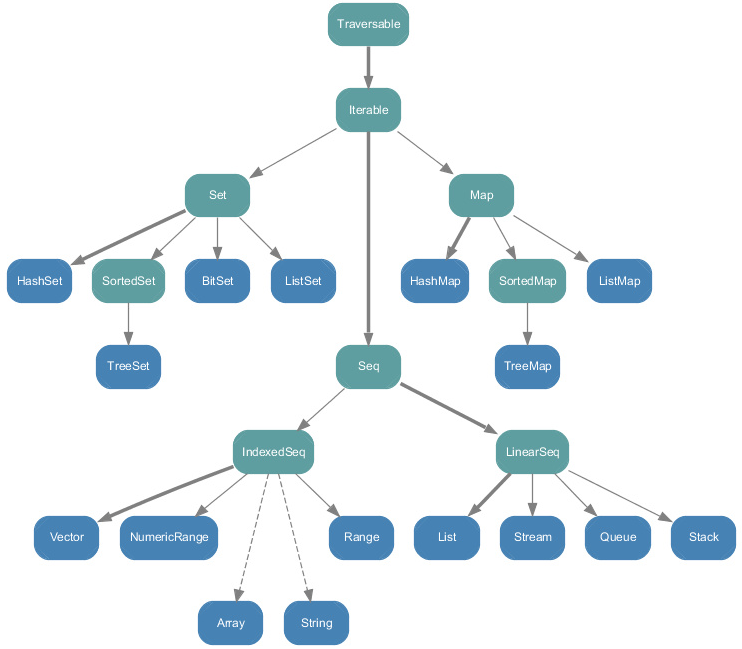 Traversable
Iterable
Set
Map
HashSet
SortedSet
BitSet
ListSet
HashMap
SortedMap
ListMap
TreeSet
Seq
TreeMap
IndexedSeq
LinearSeq
Vector
NumericRange
Range
List
Stream
Queue
Stack
Array
String